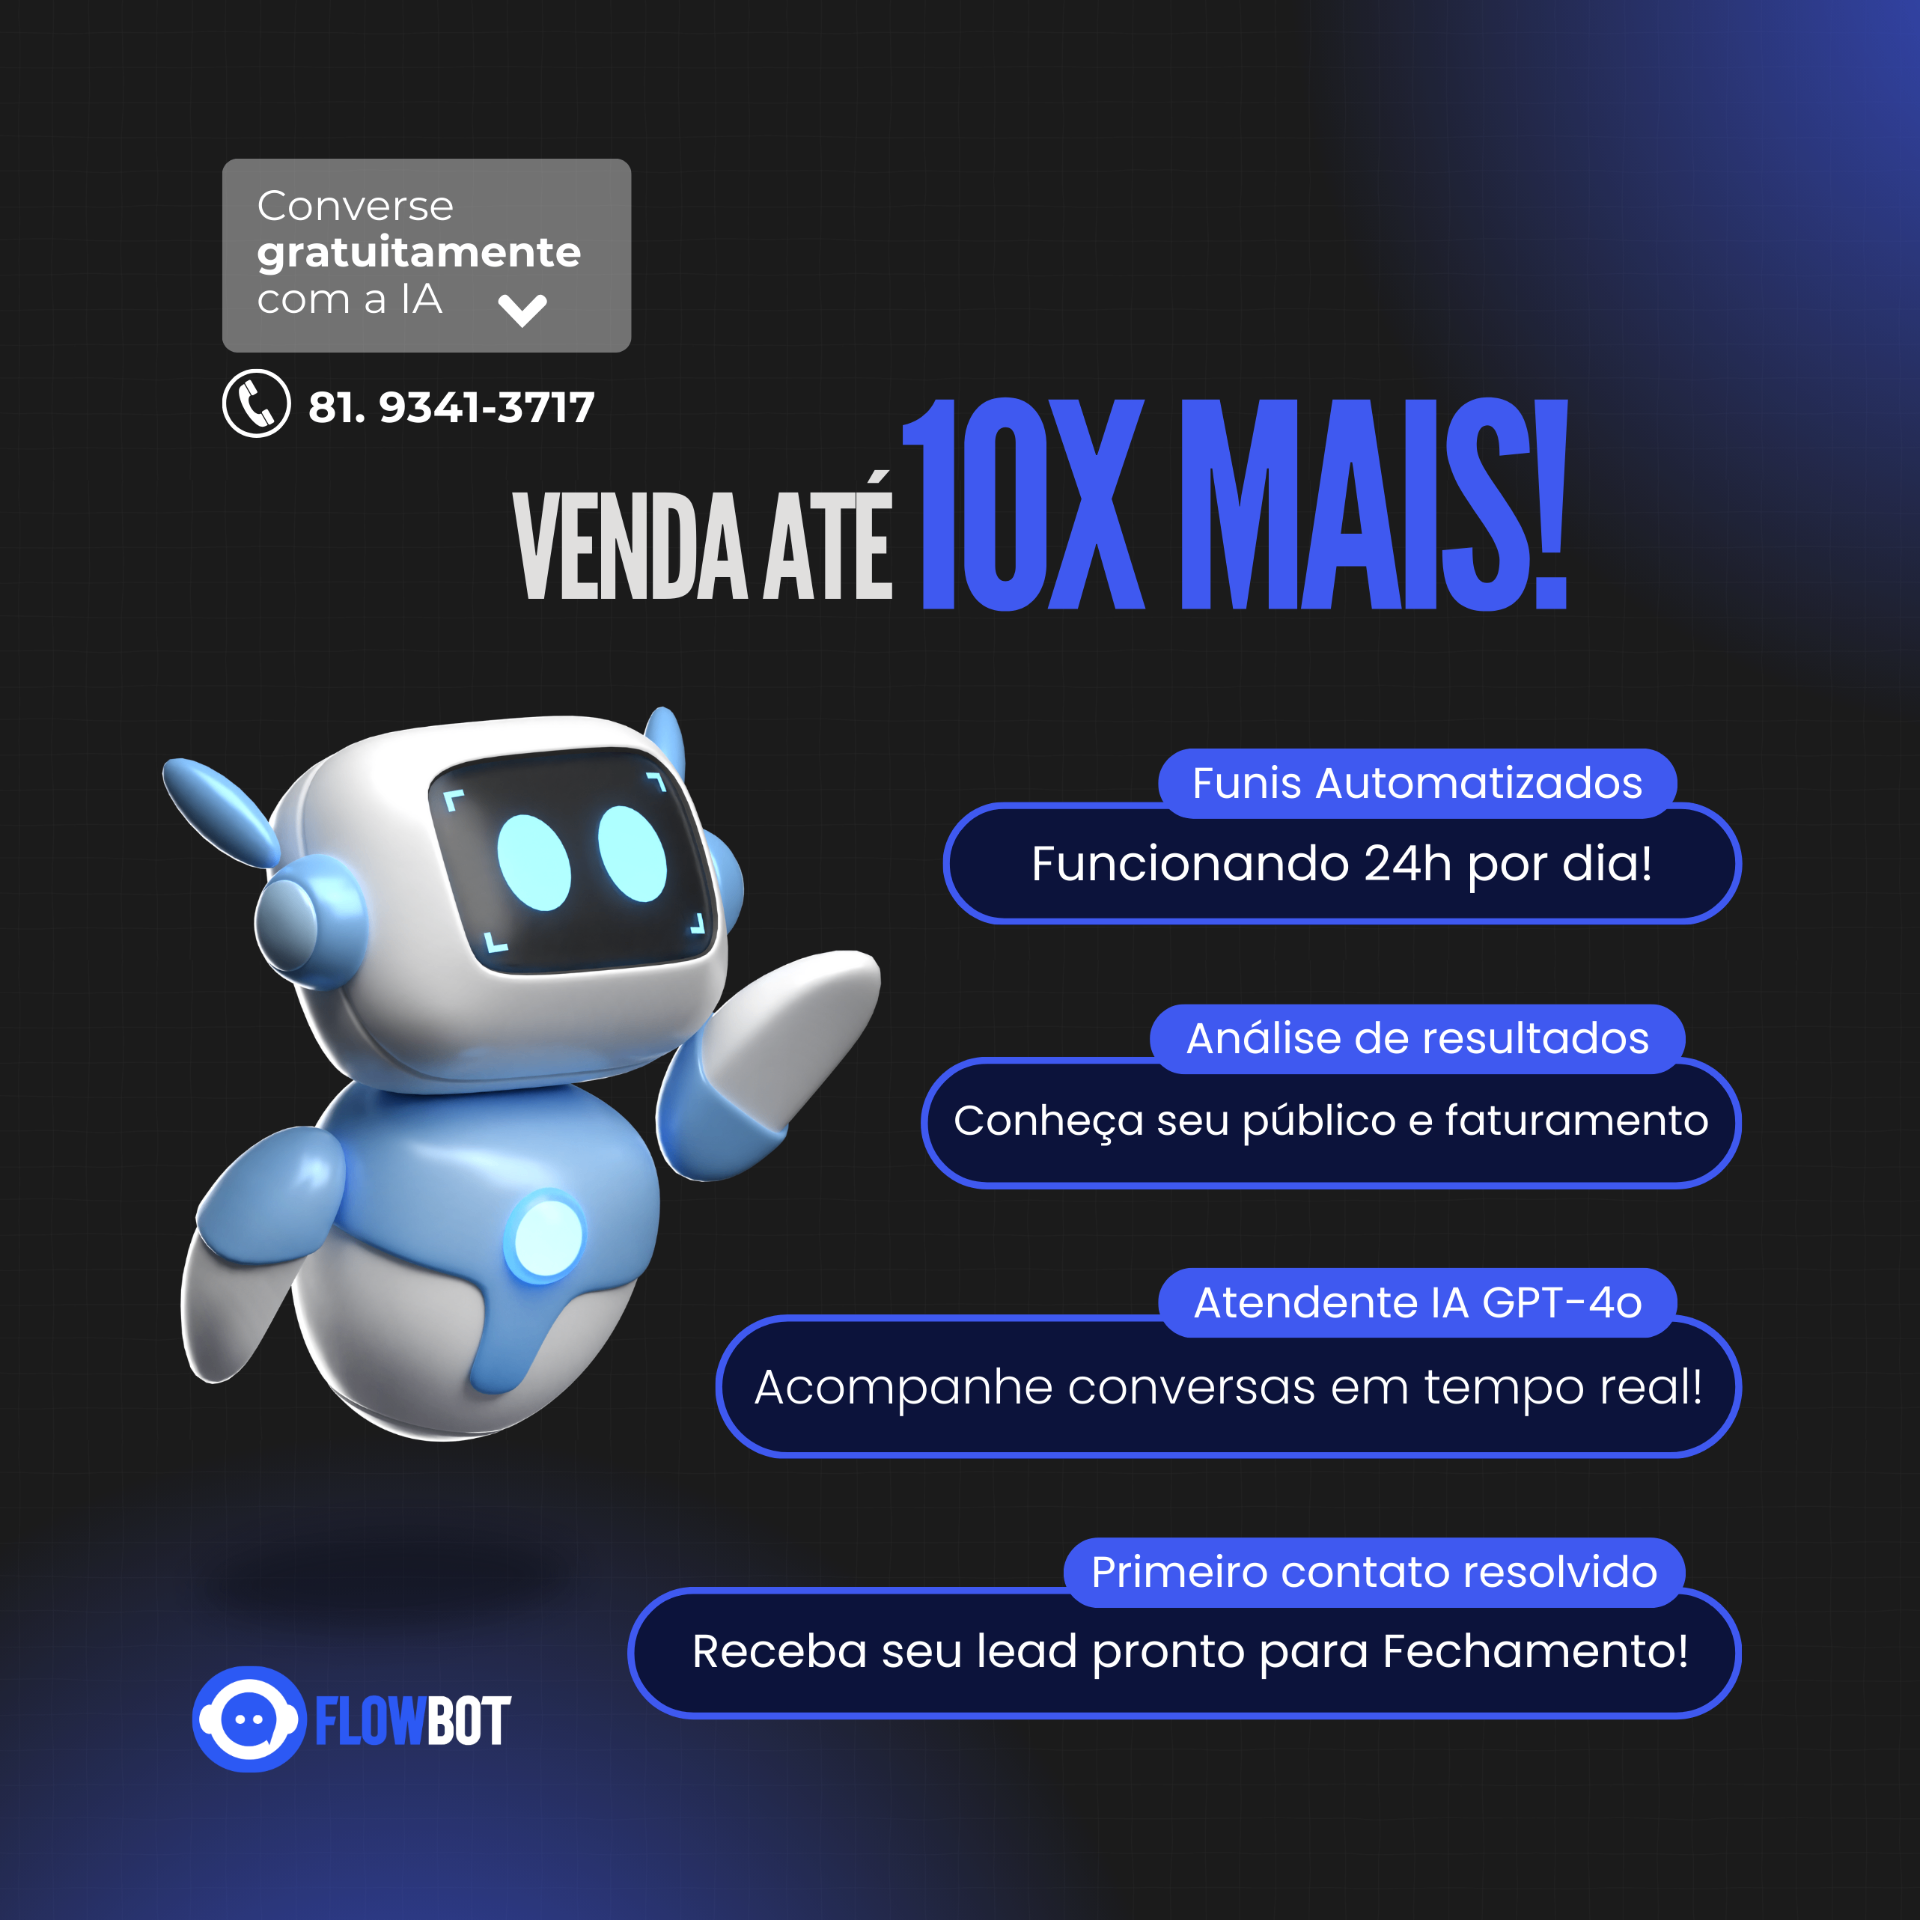 Converse
gratuitamente
com a IA
81. 9341-3717
VENDA ATÉ 10X MAIS!
Funis Automatizados
Funcionando 24h por dia!
Análise de resultados
Conheça seu público e faturamento
Atendente IA GPT-4o
Acompanhe conversas em tempo real!
Primeiro contato resolvido
Receba seu lead pronto para Fechamento!
FLOWBOT